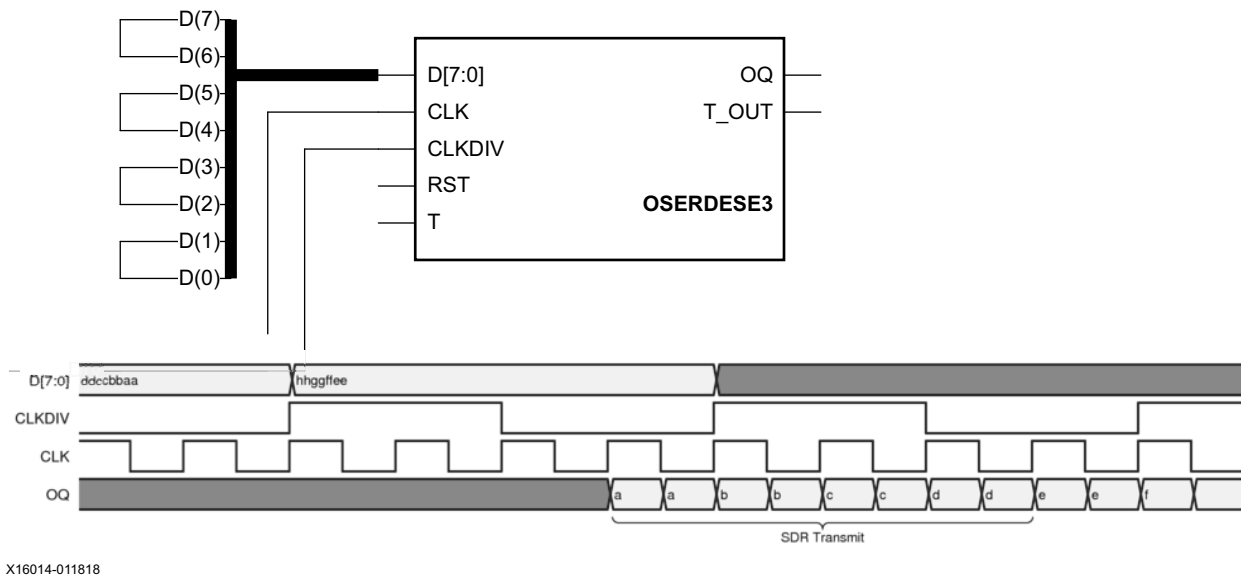 D(7)
D(6)
D(5)
D(4)
D(3)
D(2)
D(1)
D(0)
D[7:0] OQ
CLK T_OUT
CLKDIV
RST
OSERDESE3
T
D[7:0] ddccbbaa hhggffee
CLKDIV
CLK
OQ a a b b c c d d e e f
SDR Transmit
X16014-011818